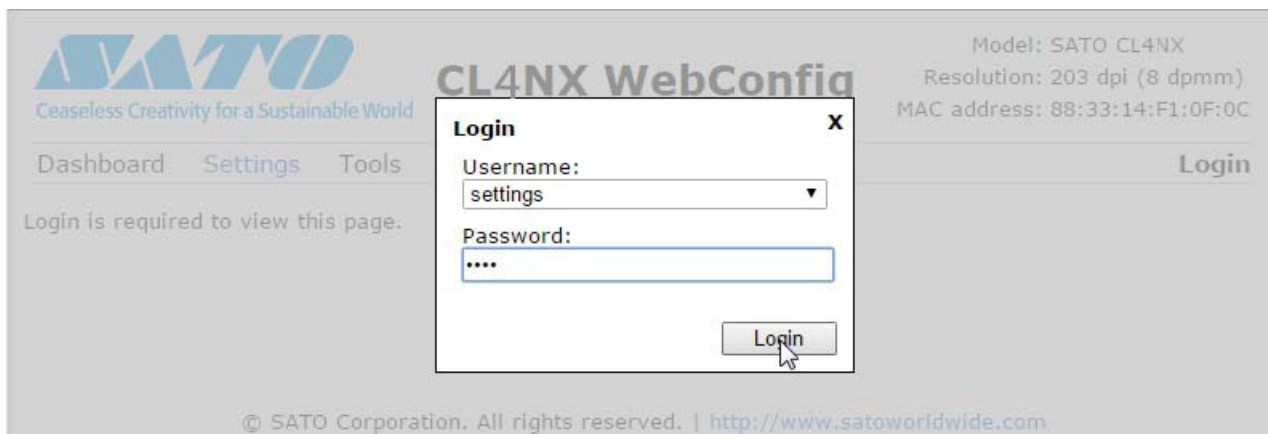 SATO
Ceaseless Creativity for a Sustainable World
CL4NX WebConfig
Model: SATO CL4NX
Resolution: 203 dpi (8 dpmm)
MAC address: 88:33:14:F1:0F:0C
Dashboard Settings Tools
Login
Login is required to view this page.
Login X
Username:
settings
Password:
••••
Login
© SATO Corporation. All rights reserved. | http://www.satoworldwide.com